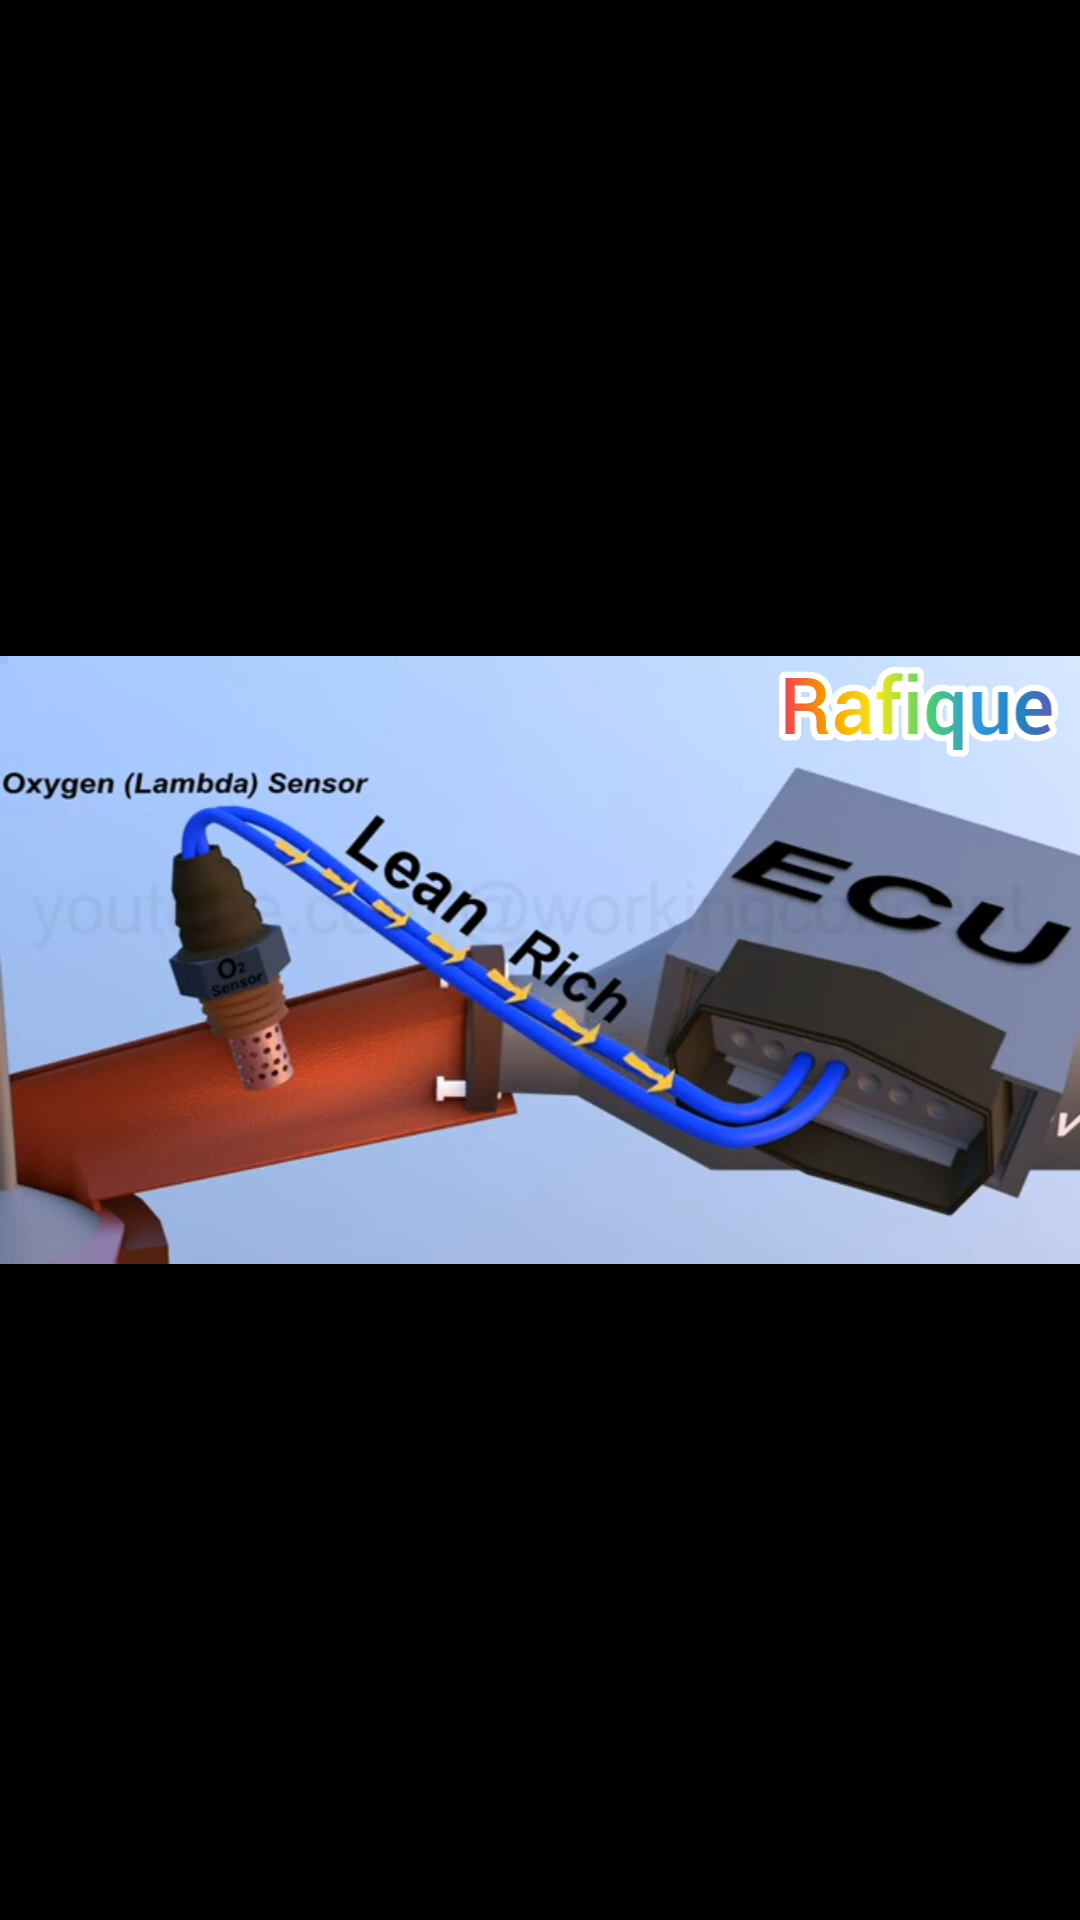 Rafique
Oxygen (Lambda) Sensor
Lean Rich
ECU
O₂
Sensor